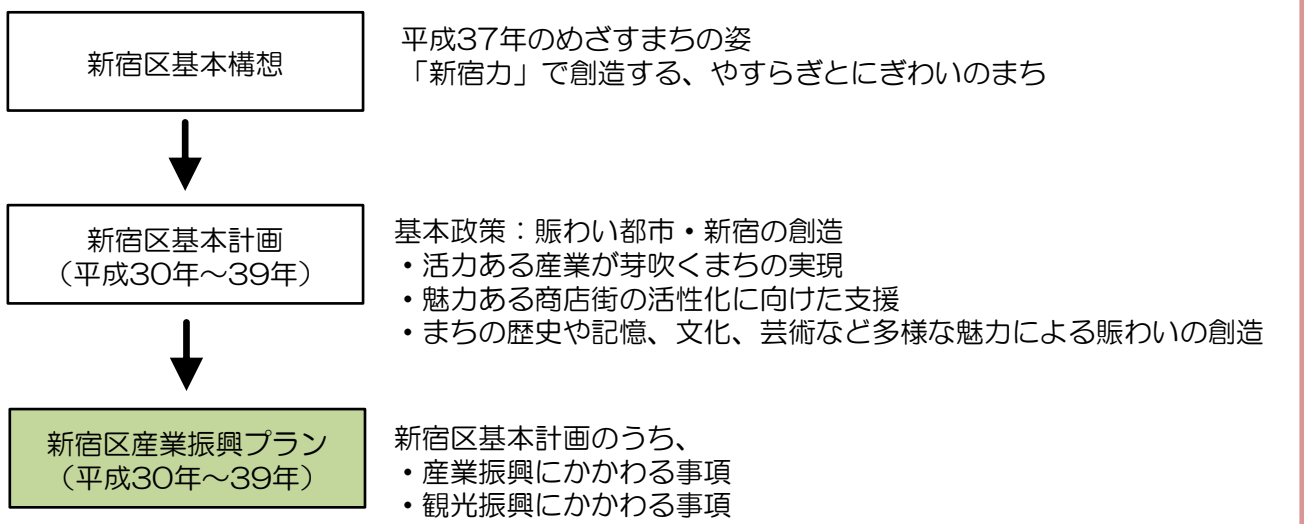 新宿区基本構想
平成37年のめざすまちの姿
「新宿力」で創造する、やすらぎとにぎわいのまち
新宿区基本計画
（平成30年～39年）
基本政策：賑わい都市・新宿の創造
・活力ある産業が芽吹くまちの実現
・魅力ある商店街の活性化に向けた支援
・まちの歴史や記憶、文化、芸術など多様な魅力による賑わいの創造
新宿区産業振興プラン
（平成30年～39年）
新宿区基本計画のうち、
・産業振興にかかわる事項
・観光振興にかかわる事項